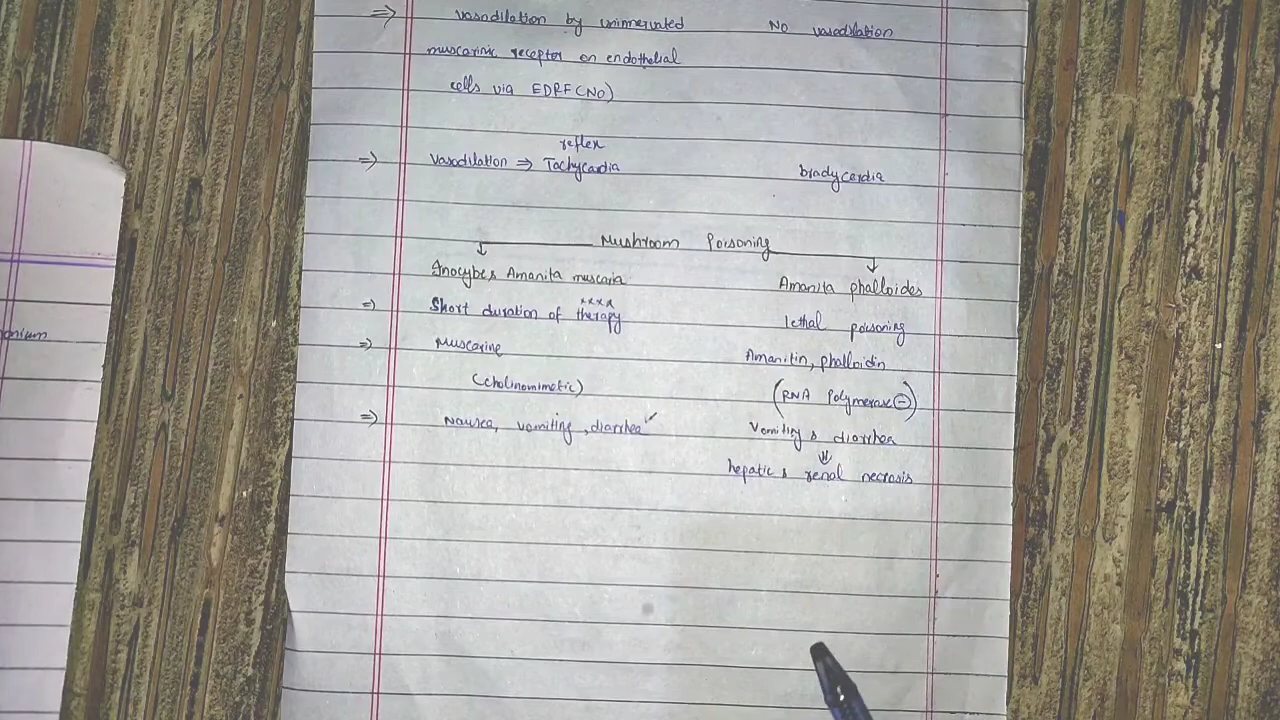 ⇒ vasodilation by uninnervated No vasodilation
muscarinic receptor on endothelial
cells via EDRF(NO)
reflex
⇒ Vasodilation ⇒ Tachycardia bradycardia
Mushroom Poisoning
Inocybe & Amanita muscaria Amanita phalloides
⇒ Short duration of therapy lethal poisoning
⇒ Muscarine Amanitin, phalloidin
(cholinomimetic) (RNA Polymerase ⊖)
⇒ Nausea, vomiting, diarrhea ✓ Vomiting & diarrhea
⇓
hepatic & renal necrosis
onium